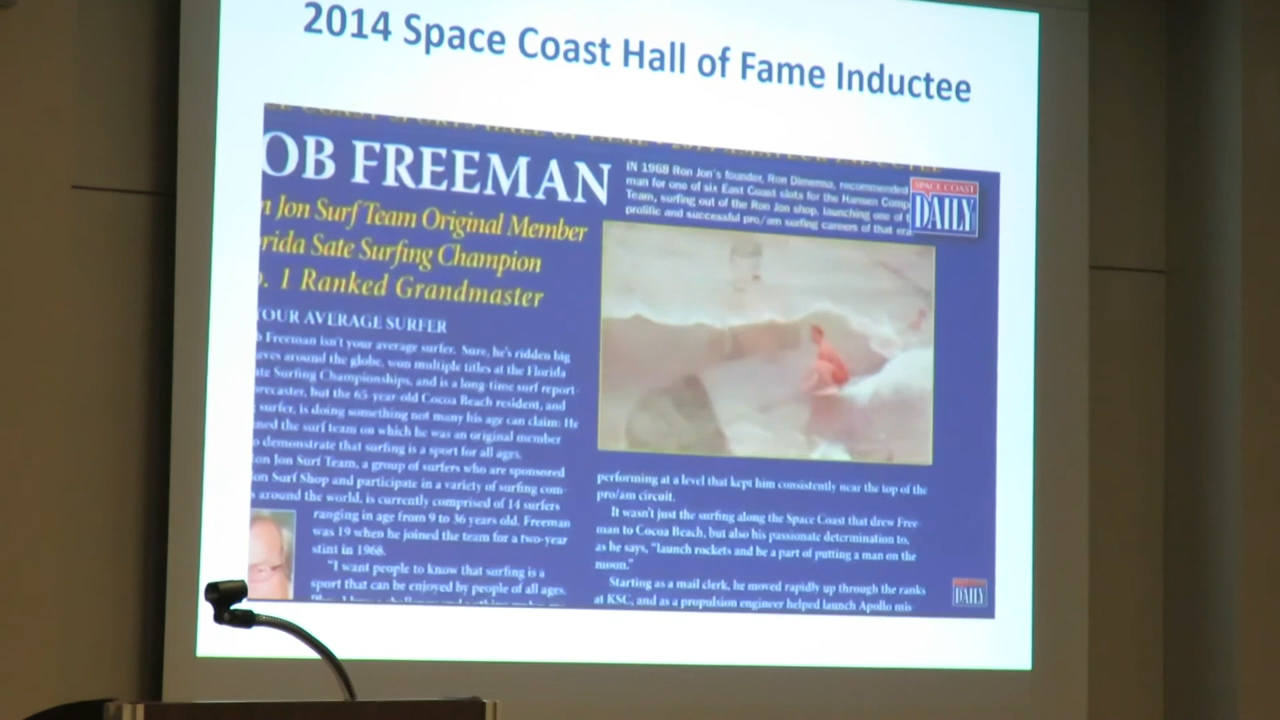 2014 Space Coast Hall of Fame Inductee
OB FREEMAN
n Jon Surf Team Original Member
rida Sate Surfing Champion
. 1 Ranked Grandmaster
OUR AVERAGE SURFER
Freeman isn't your average surfer. Sure, he's ridden big
aves around the globe, won multiple titles at the Florida
ate Surfing Championships, and is a long-time surf report-
recaster, but the 65-year-old Cocoa Beach resident, and
surfer, is doing something not many his age can claim: He
ned the surf team on which he was an original member
o demonstrate that surfing is a sport for all ages.
on Jon Surf Team, a group of surfers who are sponsored
on Surf Shop and participate in a variety of surfing com-
s around the world, is currently comprised of 14 surfers
ranging in age from 9 to 36 years old. Freeman
was 19 when he joined the team for a two-year
stint in 1968.
"I want people to know that surfing is a
sport that can be enjoyed by people of all ages.
IN 1968 Ron Jon's founder, Ron Dimenna, recommended
man for one of six East Coast slots for the Hansen Comp
Team, surfing out of the Ron Jon shop, launching one of t
prolific and successful pro/am surfing careers of that era
SPACE COAST
DAILY
performing at a level that kept him consistently near the top of the
pro/am circuit.
It wasn't just the surfing along the Space Coast that drew Free-
man to Cocoa Beach, but also his passionate determination to,
as he says, "launch rockets and be a part of putting a man on the
moon."
Starting as a mail clerk, he moved rapidly up through the ranks
at KSC, and as a propulsion engineer helped launch Apollo mis
DAILY